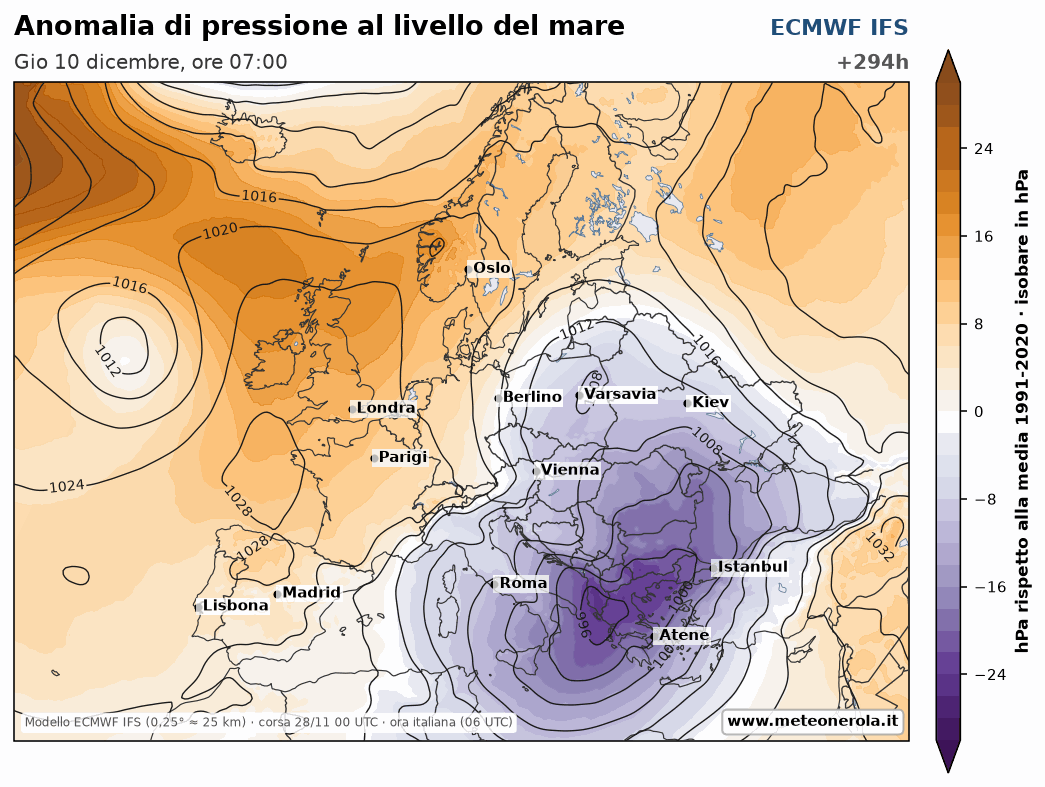 Anomalia di pressione al livello del mare
ECMWF IFS
Gio 10 dicembre, ore 07:00
+294h
1016
1020
1016
1012
1012
1016
1008
1008
1024
1028
1028
1032
996
1000
Oslo
Berlino
Varsavia
Kiev
Londra
Parigi
Vienna
Istanbul
Roma
Madrid
Lisbona
Atene
24
16
8
0
−8
−16
−24
hPa rispetto alla media 1991-2020 · isobare in hPa
Modello ECMWF IFS (0,25° ≈ 25 km) · corsa 28/11 00 UTC · ora italiana (06 UTC)
www.meteonerola.it